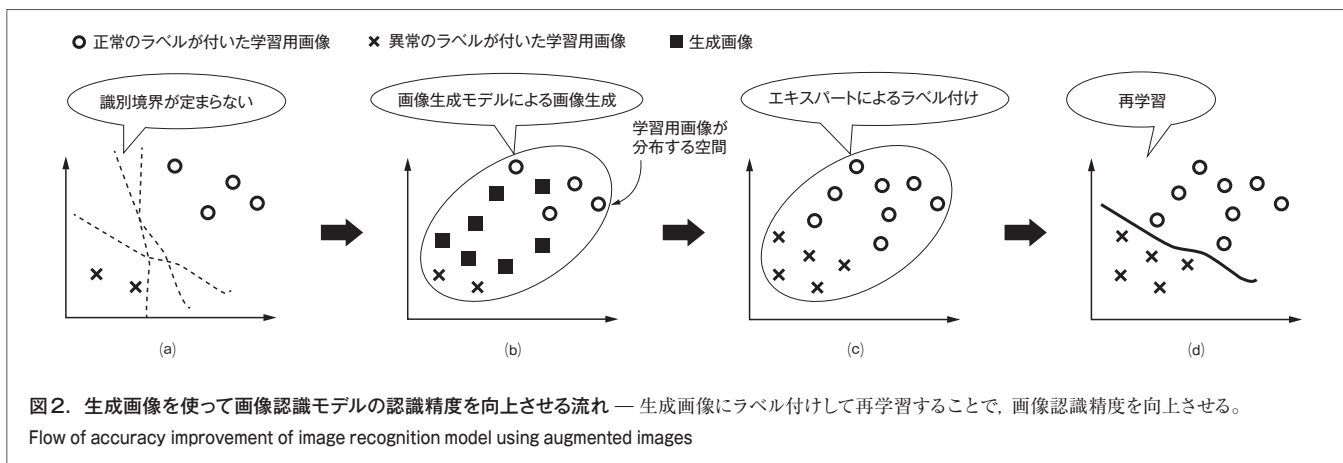 正常のラベルが付いた学習用画像 異常のラベルが付いた学習用画像 生成画像
識別境界が定まらない
画像生成モデルによる画像生成
学習用画像が
分布する空間
エキスパートによるラベル付け
再学習
(a) (b) (c) (d)
図2. 生成画像を使って画像認識モデルの認識精度を向上させる流れ — 生成画像にラベル付けして再学習することで,画像認識精度を向上させる。
Flow of accuracy improvement of image recognition model using augmented images